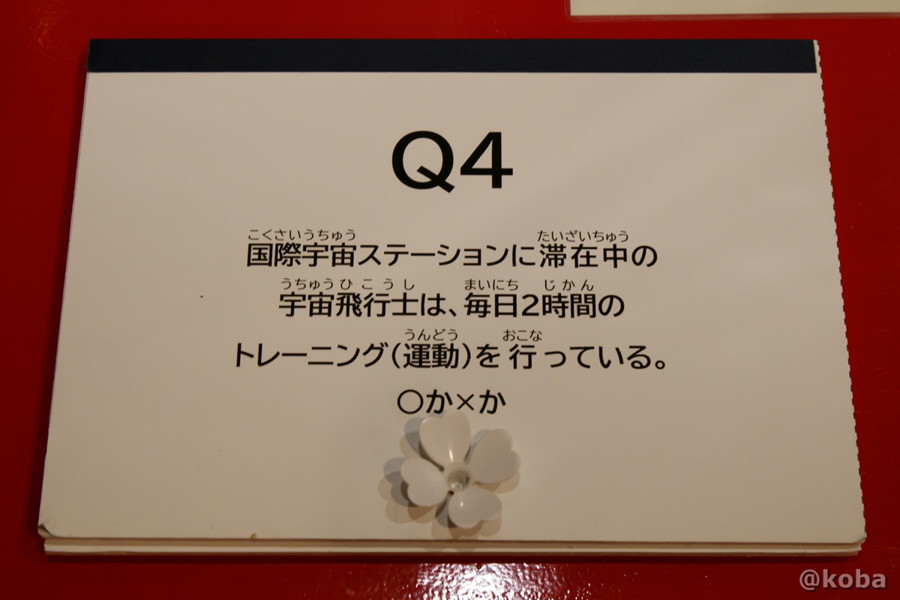 Q4
こくさいうちゅう たいざいちゅう
国際宇宙ステーションに滞在中の
うちゅうひこうし まいにち じかん
宇宙飛行士は、毎日2時間の
うんどう おこな
トレーニング(運動)を行っている。
〇か×か
@koba